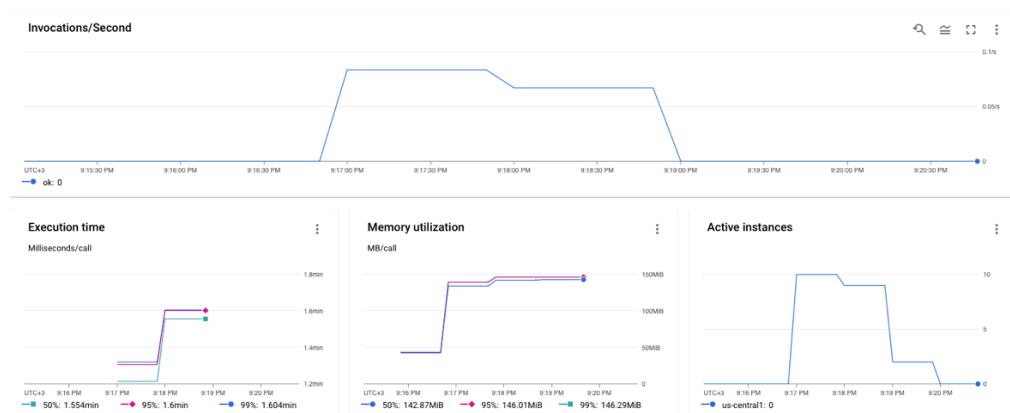 Invocations/Second
0.1/s
0.05/s
0
UTC+3 9:15:30 PM 9:16:00 PM 9:16:30 PM 9:17:00 PM 9:17:30 PM 9:18:00 PM 9:18:30 PM 9:19:00 PM 9:19:30 PM 9:20:00 PM 9:20:30 PM
ok: 0
Execution time
Milliseconds/call
1.8min
1.6min
1.4min
1.2min
UTC+3 9:16 PM 9:17 PM 9:18 PM 9:19 PM 9:20 PM
50%: 1.554min 95%: 1.6min 99%: 1.604min
Memory utilization
MB/call
150MiB
100MiB
50MiB
0
UTC+3 9:16 PM 9:17 PM 9:18 PM 9:19 PM 9:20 PM
50%: 142.87MiB 95%: 146.01MiB 99%: 146.29MiB
Active instances
10
5
0
UTC+3 9:16 PM 9:17 PM 9:18 PM 9:19 PM 9:20 PM
us-central1: 0